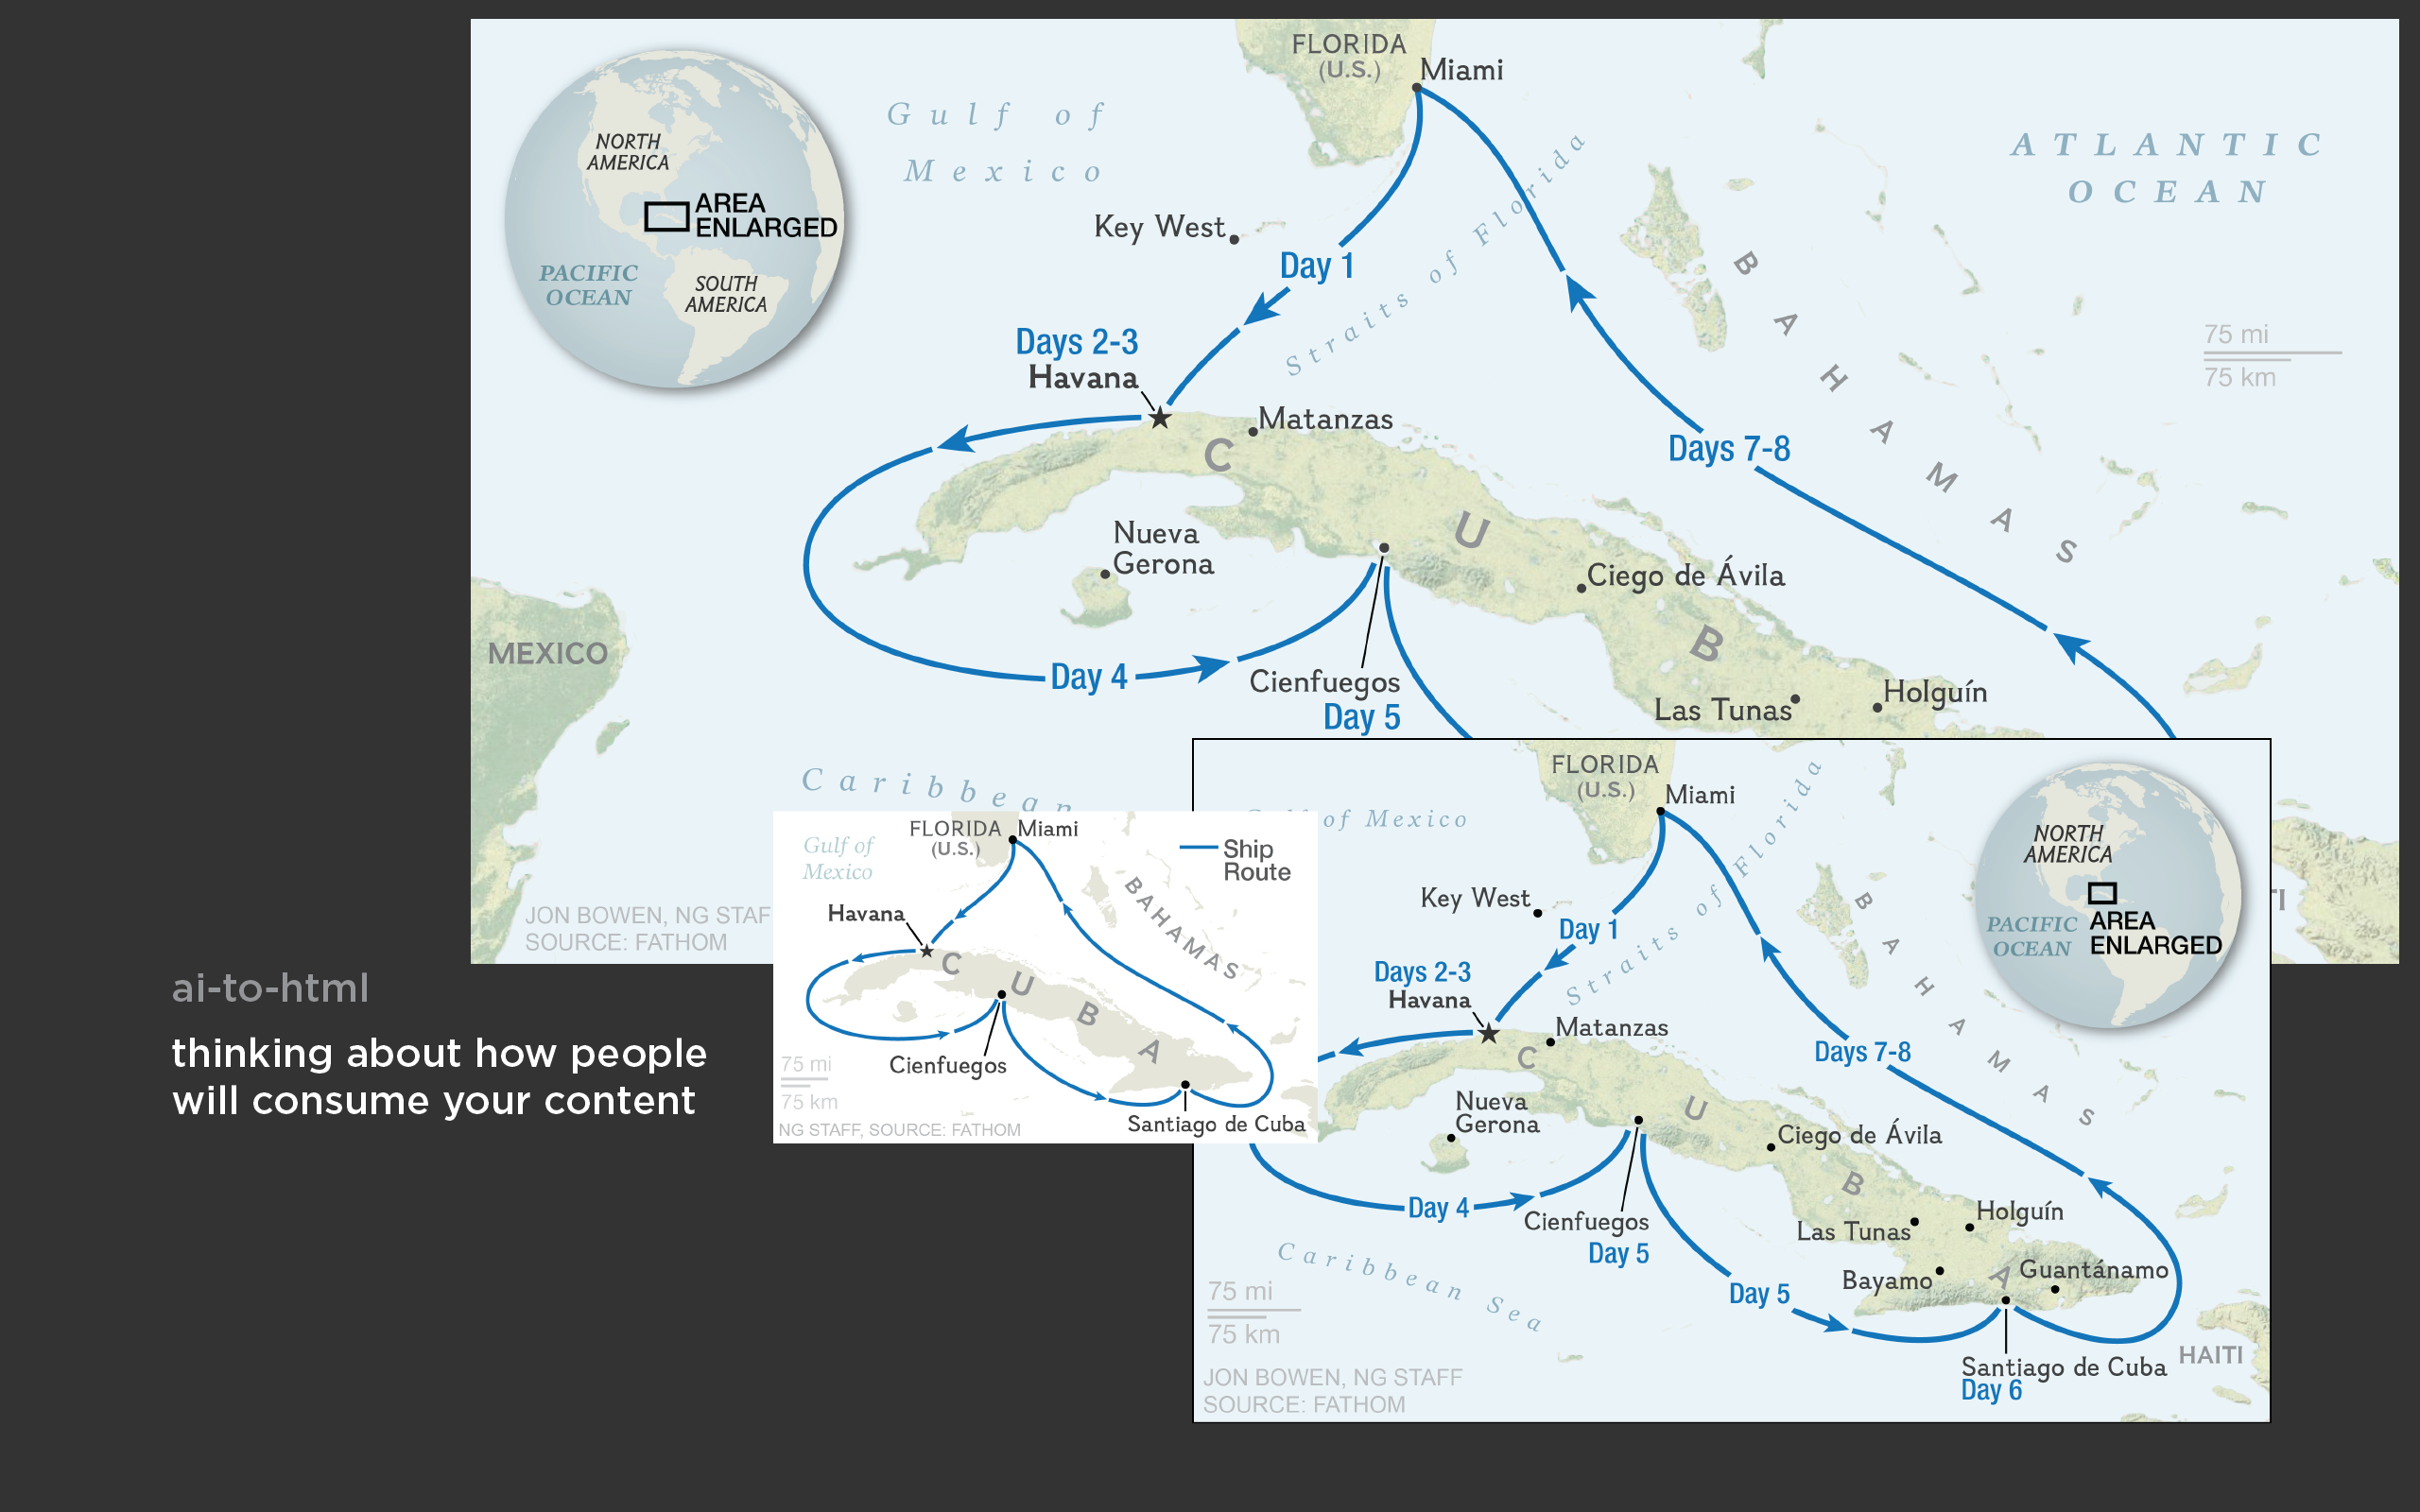 FLORIDA
(U.S.)
Miami
Gulf of
Mexico
ATLANTIC
OCEAN
NORTH
AMERICA
AREA
ENLARGED
PACIFIC
OCEAN
SOUTH
AMERICA
Key West
Day 1
Straits of Florida
BAHAMAS
75 mi
75 km
Days 2-3
Havana
Matanzas
Days 7-8
CUB
Nueva
Gerona
Ciego de Ávila
MEXICO
Day 4
Cienfuegos
Day 5
Las Tunas
Holguín
Caribbean
JON BOWEN, NG STAF
SOURCE: FATHOM
TI
ai-to-html
thinking about how people
will consume your content
Gulf of
Mexico
FLORIDA
(U.S.)
Miami
Ship
Route
BAHAMAS
Havana
CUBA
Cienfuegos
75 mi
75 km
Santiago de Cuba
NG STAFF, SOURCE: FATHOM
FLORIDA
(U.S.)
Miami
of Mexico
Straits of Florida
NORTH
AMERICA
PACIFIC
OCEAN
AREA
ENLARGED
Key West
Day 1
BAHAMAS
Days 2-3
Havana
Matanzas
Days 7-8
CUBA
Nueva
Gerona
Ciego de Ávila
Day 4
Cienfuegos
Day 5
Las Tunas
Holguín
Caribbean Sea
Day 5
Bayamo
Guantánamo
75 mi
75 km
Santiago de Cuba
Day 6
HAITI
JON BOWEN, NG STAFF
SOURCE: FATHOM